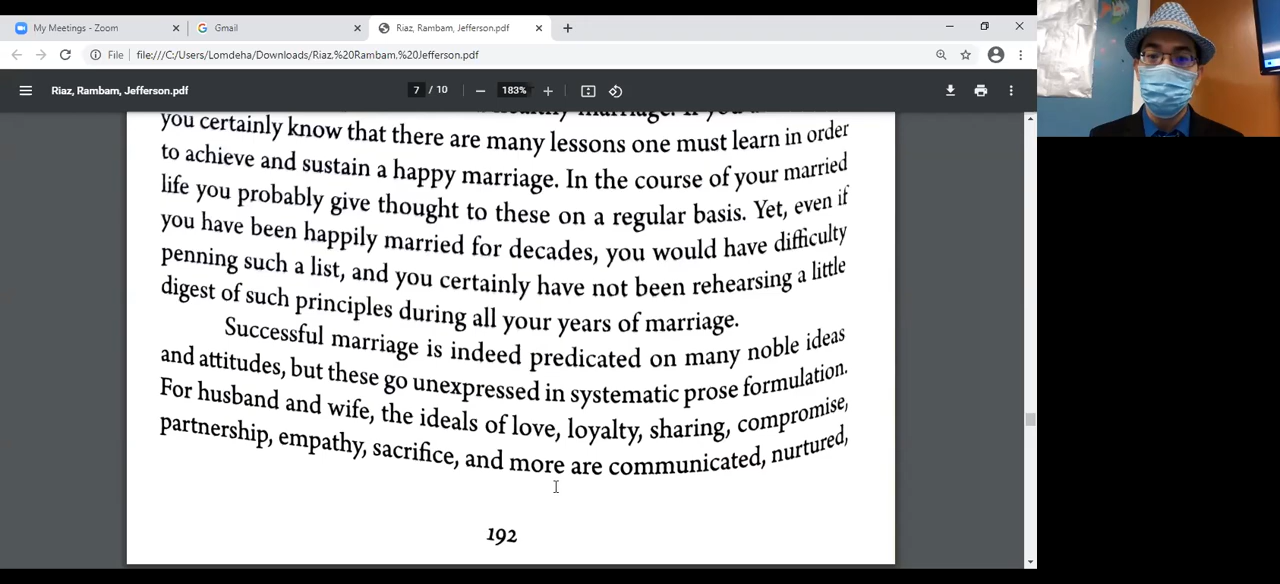 My Meetings - Zoom
Gmail
Riaz, Rambam, Jefferson.pdf
File
file:///C:/Users/Lomdeha/Downloads/Riaz,%20Rambam,%20Jefferson.pdf
Riaz, Rambam, Jefferson.pdf
7 / 10
183%
marriage. If you
you certainly know that there are many lessons one must learn in order
to achieve and sustain a happy marriage. In the course of your married
life you probably give thought to these on a regular basis. Yet, even if
you have been happily married for decades, you would have difficulty
penning such a list, and you certainly have not been rehearsing a little
digest of such principles during all your years of marriage.
Successful marriage is indeed predicated on many noble ideas
and attitudes, but these go unexpressed in systematic prose formulation.
For husband and wife, the ideals of love, loyalty, sharing, compromise,
partnership, empathy, sacrifice, and more are communicated, nurtured,
192